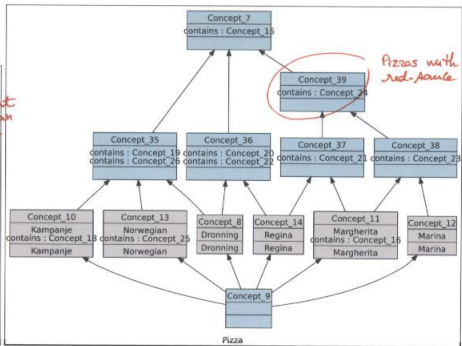 Concept_7
contains : Concept_15
Pizzas with
red-sauce
Concept_39
contains : Concept_24
Concept_35
contains : Concept_19
contains : Concept_26
Concept_36
contains : Concept_20
contains : Concept_22
Concept_37
contains : Concept_21
Concept_38
contains : Concept_23
Concept_10
Kampanje
contains : Concept_18
Kampanje
Concept_13
Norwegian
contains : Concept_25
Norwegian
Concept_8
Dronning
Dronning
Concept_14
Regina
Regina
Concept_11
Margherita
contains : Concept_16
Margherita
Concept_12
Marina
Marina
Concept_9
Pizza